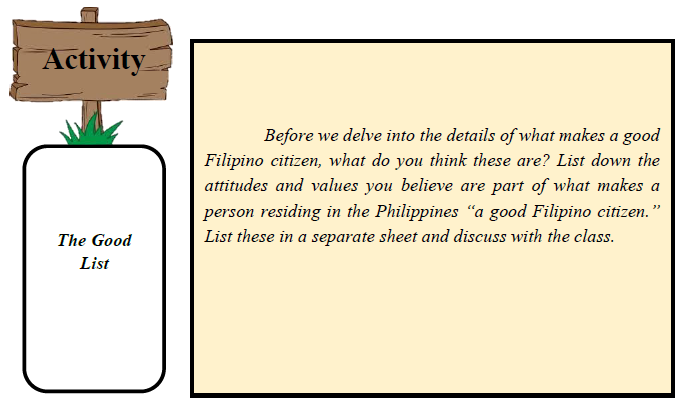 Activity
The Good
List
Before we delve into the details of what makes a good
Filipino citizen, what do you think these are? List down the
attitudes and values you believe are part of what makes a
person residing in the Philippines “a good Filipino citizen.”
List these in a separate sheet and discuss with the class.